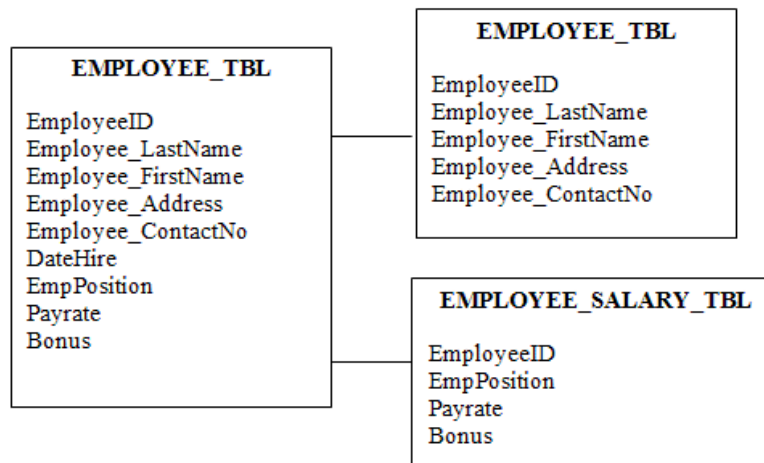 EMPLOYEE_TBL
EmployeeID
Employee_LastName
Employee_FirstName
Employee_Address
Employee_ContactNo
DateHire
EmpPosition
Payrate
Bonus
EMPLOYEE_TBL
EmployeeID
Employee_LastName
Employee_FirstName
Employee_Address
Employee_ContactNo
EMPLOYEE_SALARY_TBL
EmployeeID
EmpPosition
Payrate
Bonus